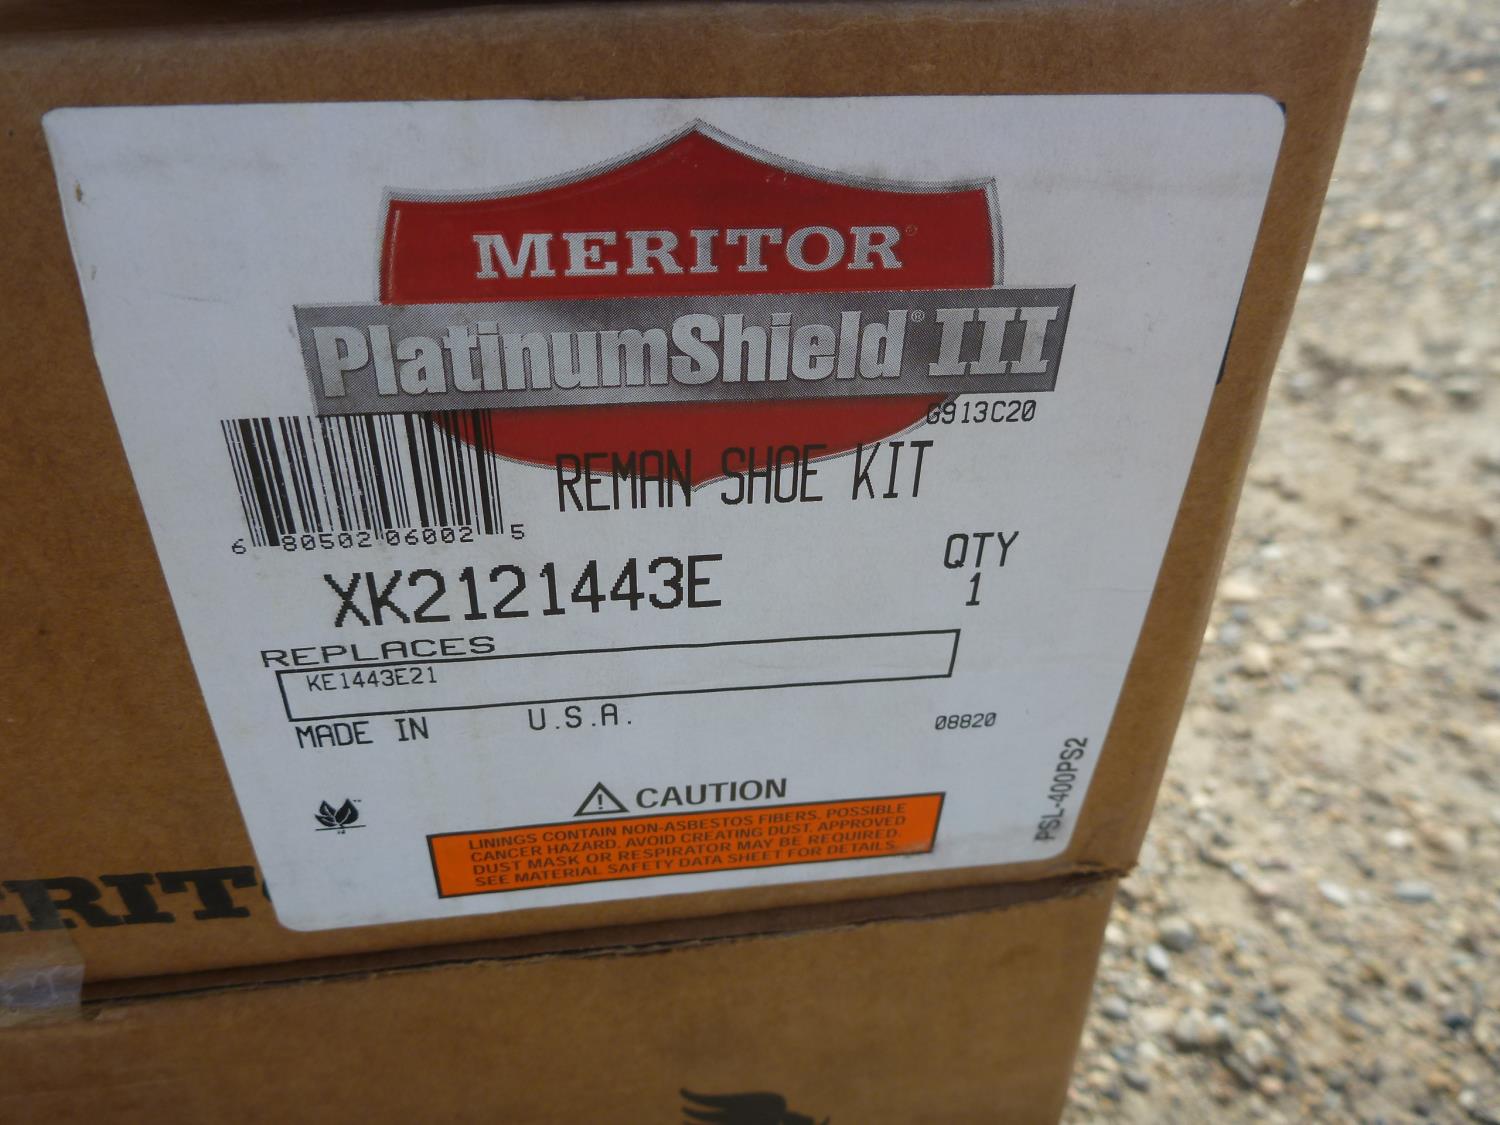 MERITOR®
PlatinumShield® III
G913C20
REMAN SHOE KIT
6 80502 06002 5
XK2121443E
QTY
1
REPLACES
KE1443E21
MADE IN U.S.A.
08820
PSL-400PS2
CAUTION
LININGS CONTAIN NON-ASBESTOS FIBERS. POSSIBLE
CANCER HAZARD. AVOID CREATING DUST. APPROVED
DUST MASK OR RESPIRATOR MAY BE REQUIRED.
SEE MATERIAL SAFETY DATA SHEET FOR DETAILS.
ERITO